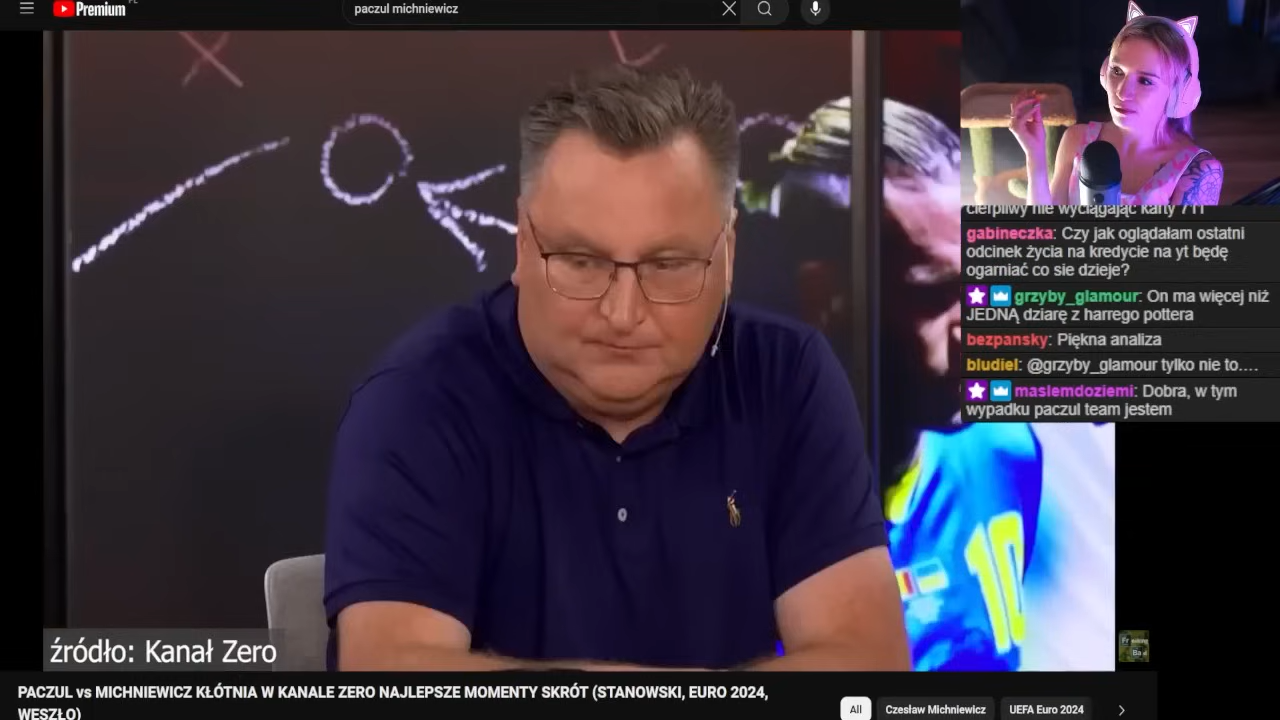 Premium PL
paczul michniewicz
cierpliwy nie wyciągając karty 711
gabineczka: Czy jak oglądałam ostatni
odcinek życia na kredycie na yt będę
ogarniać co sie dzieje?
grzyby_glamour: On ma więcej niż
JEDNĄ dziarę z harrego pottera
bezpansky: Piękna analiza
bludiel: @grzyby_glamour tylko nie to....
maslemdoziemi: Dobra, w tym
wypadku paczul team jestem
10
źródło: Kanał Zero
PACZUL vs MICHNIEWICZ KŁÓTNIA W KANALE ZERO NAJLEPSZE MOMENTY SKRÓT (STANOWSKI, EURO 2024,
WESZŁO)
All
Czesław Michniewicz
UEFA Euro 2024